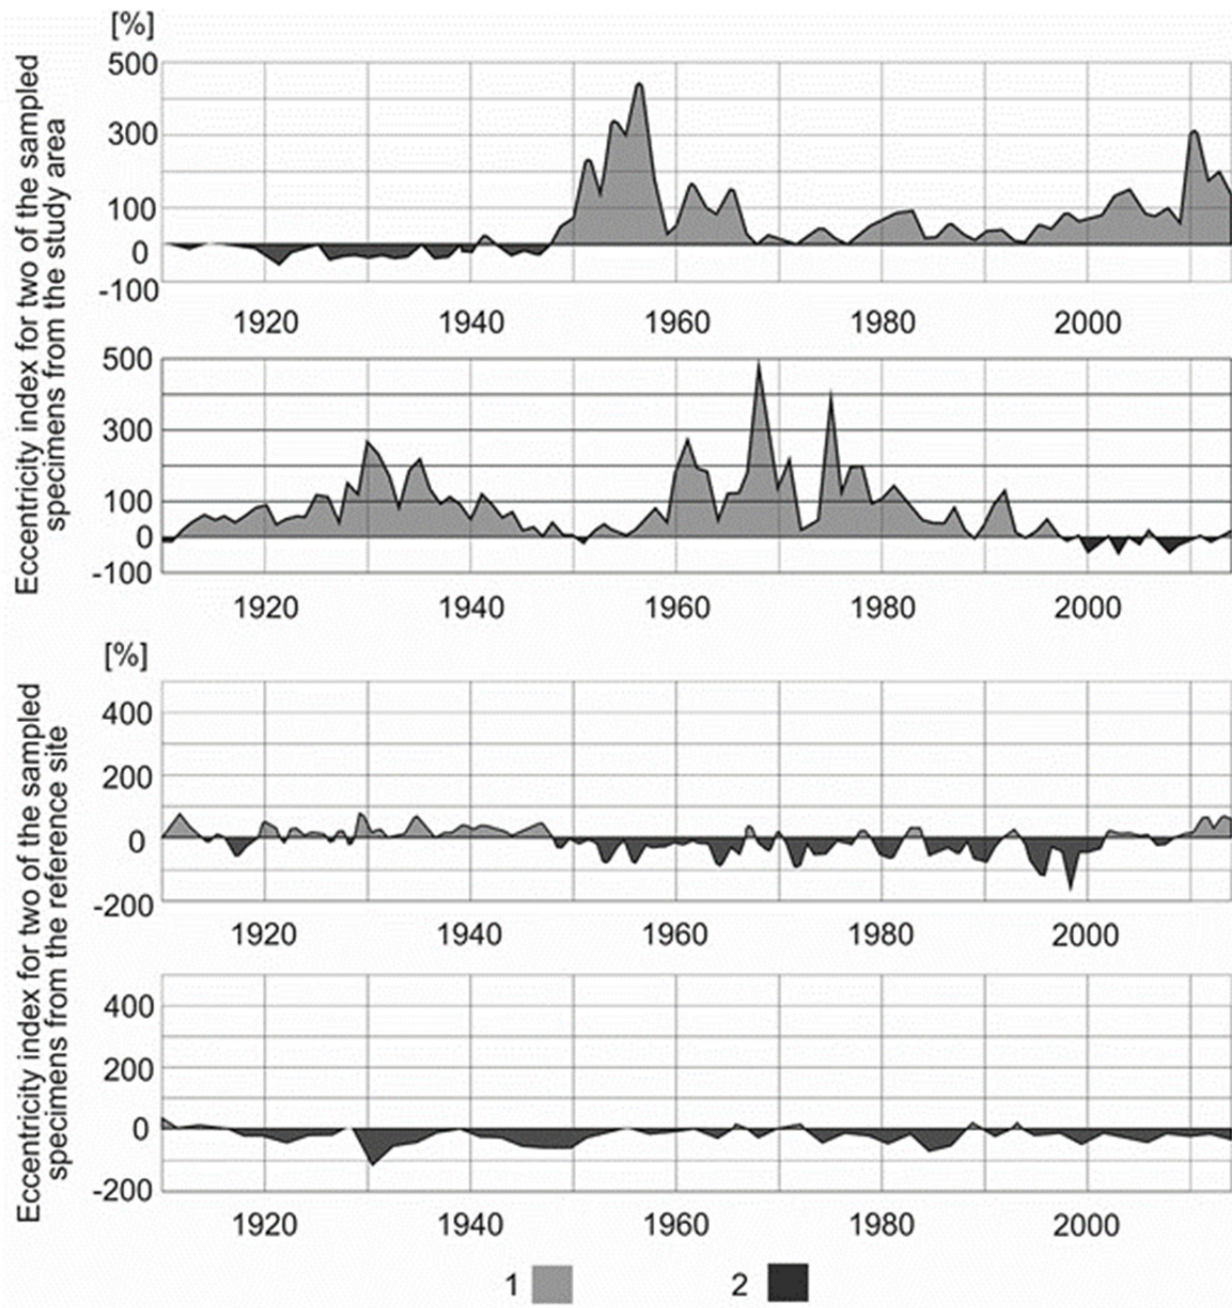 [%]
Eccentricity index for two of the sampled
specimens from the study area
500
300
100
0
-100
1920 1940 1960 1980 2000
500
300
100
0
-100
1920 1940 1960 1980 2000
[%]
Eccentricity index for two of the sampled
specimens from the reference site
400
200
0
-200
1920 1940 1960 1980 2000
400
200
0
-200
1920 1940 1960 1980 2000
1 2